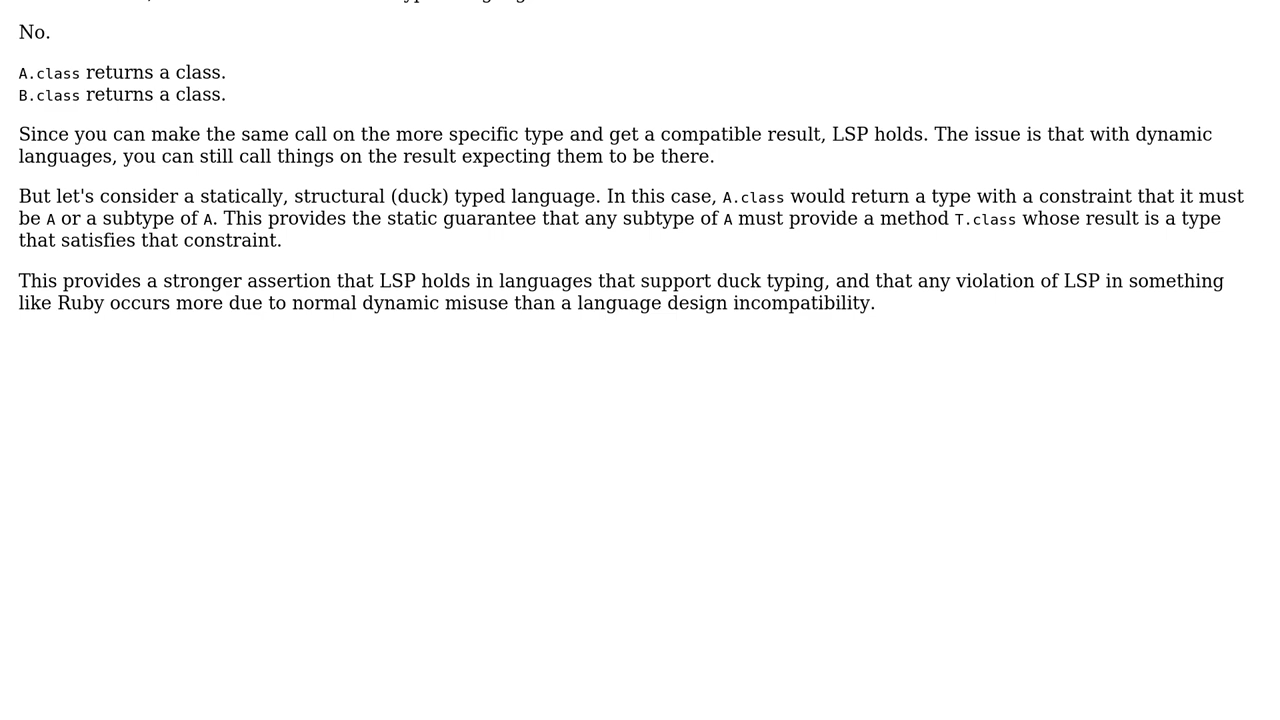 No.
A.class returns a class.
B.class returns a class.
Since you can make the same call on the more specific type and get a compatible result, LSP holds. The issue is that with dynamic
languages, you can still call things on the result expecting them to be there.
But let's consider a statically, structural (duck) typed language. In this case, A.class would return a type with a constraint that it must
be A or a subtype of A. This provides the static guarantee that any subtype of A must provide a method T.class whose result is a type
that satisfies that constraint.
This provides a stronger assertion that LSP holds in languages that support duck typing, and that any violation of LSP in something
like Ruby occurs more due to normal dynamic misuse than a language design incompatibility.